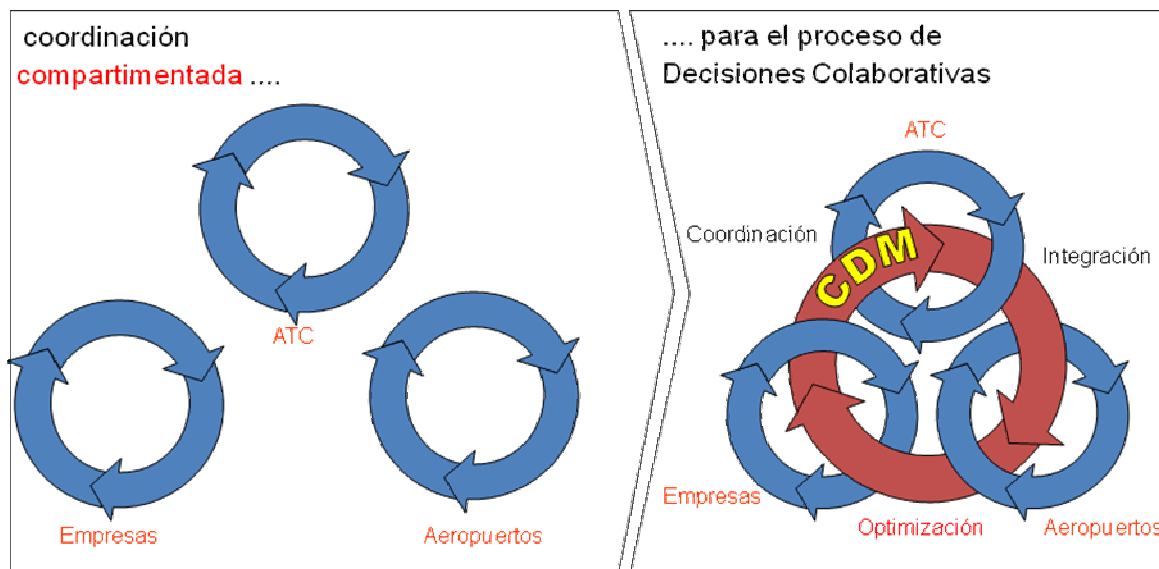 coordinación
compartimentada ....
ATC
Empresas
Aeropuertos
.... para el proceso de
Decisiones Colaborativas
ATC
Coordinación
Integración
CDM
Empresas
Optimización
Aeropuertos